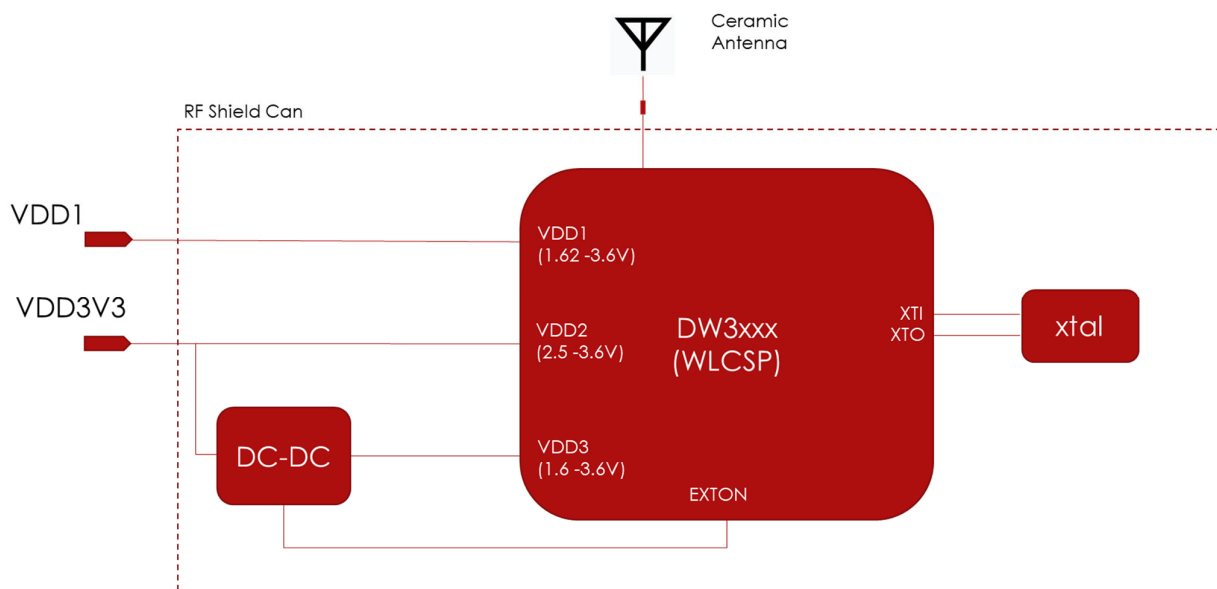 Ceramic
Antenna
RF Shield Can
VDD1
VDD1
(1.62 -3.6V)
VDD3V3
VDD2
(2.5 -3.6V)
DW3xxx
(WLCSP)
XTI
XTO
xtal
DC-DC
VDD3
(1.6 -3.6V)
EXTON